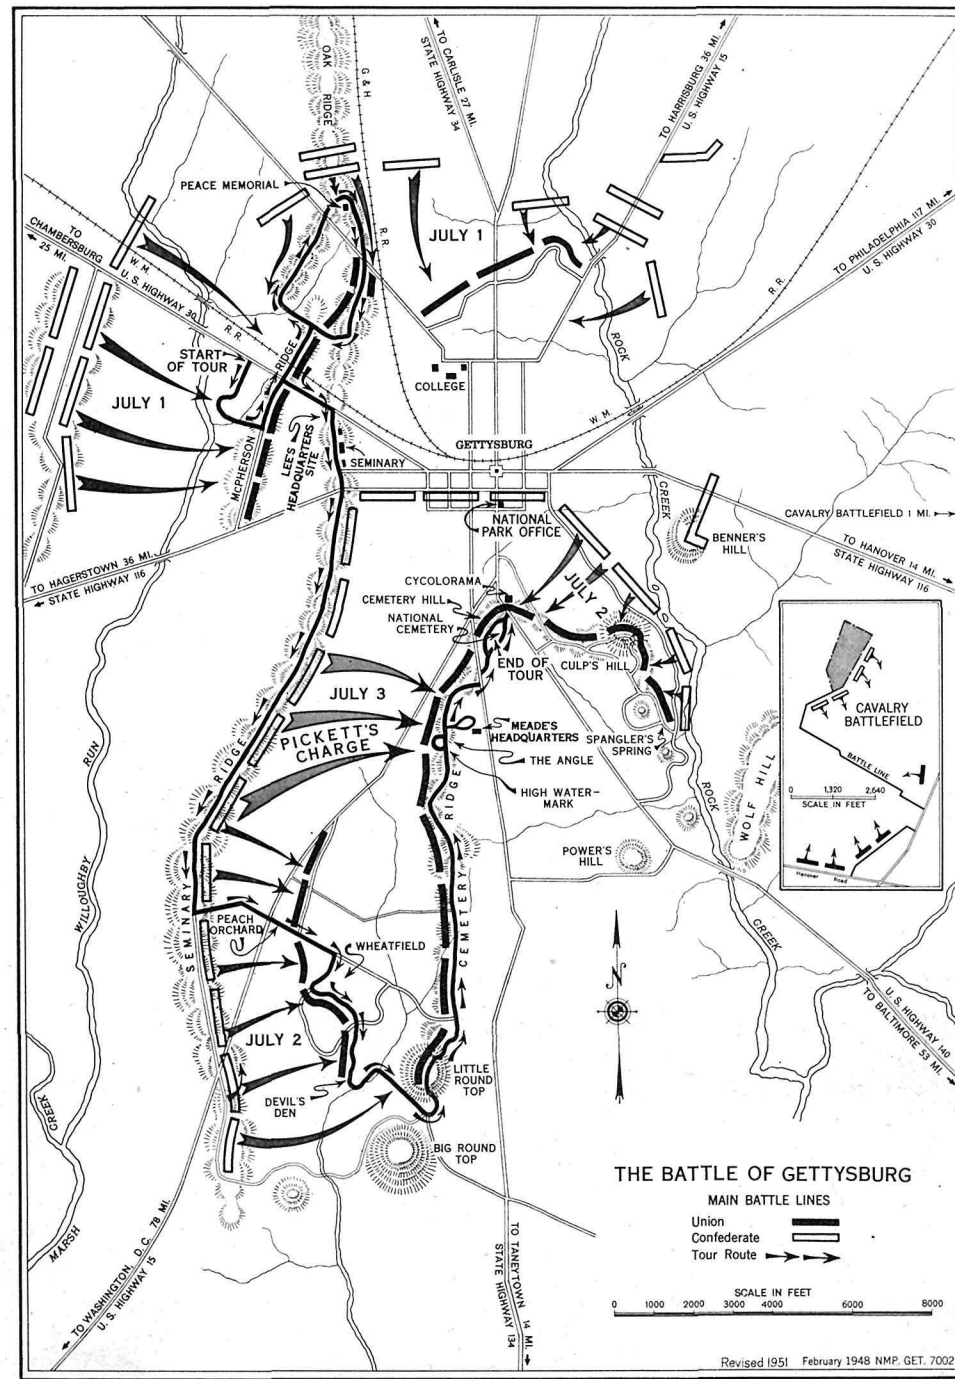 TO CARLISLE 27 MI.
STATE HIGHWAY 34
TO HARRISBURG 36 MI.
U. S. HIGHWAY 15
OAK
RIDGE
G & H
R. R.
PEACE MEMORIAL
JULY 1
TO PHILADELPHIA 117 MI.
U. S. HIGHWAY 30
TO
CHAMBERSBURG
25 MI.
W. M.
R. R.
U. S. HIGHWAY 30
R. R.
W. M.
START
OF TOUR
RIDGE
McPHERSON
JULY 1
COLLEGE
ROCK
CREEK
LEE'S
HEADQUARTERS
SITE
SEMINARY
GETTYSBURG
NATIONAL
PARK OFFICE
BENNER'S
HILL
CAVALRY BATTLEFIELD 1 MI.
TO HANOVER 14 MI.
STATE HIGHWAY 116
TO HAGERSTOWN 36 MI.
STATE HIGHWAY 116
CYCOLORAMA
CEMETERY HILL
NATIONAL
CEMETERY
JULY 2
END OF
TOUR
CULP'S HILL
JULY 3
PICKETT'S
CHARGE
MEADE'S
HEADQUARTERS
THE ANGLE
HIGH WATER-
MARK
SPANGLER'S
SPRING
CAVALRY
BATTLEFIELD
BATTLE LINE
0 1,320 2,640
SCALE IN FEET
Hanover Road
WOLF HILL
ROCK
CREEK
POWER'S
HILL
RIDGE
CEMETERY
RIDGE
SEMINARY
WILLOUGHBY
RUN
PEACH
ORCHARD
WHEATFIELD
JULY 2
DEVIL'S
DEN
LITTLE
ROUND
TOP
BIG ROUND
TOP
N
U. S. HIGHWAY 140
TO BALTIMORE 53 MI.
CREEK
MARSH
TO WASHINGTON, D. C. 78 MI.
U. S. HIGHWAY 15
TO TANEYTOWN 14 MI.
STATE HIGHWAY 134
THE BATTLE OF GETTYSBURG
MAIN BATTLE LINES
Union
Confederate
Tour Route
SCALE IN FEET
0 1000 2000 3000 4000 6000 8000
Revised 1951 February 1948 NMP. GET. 7002